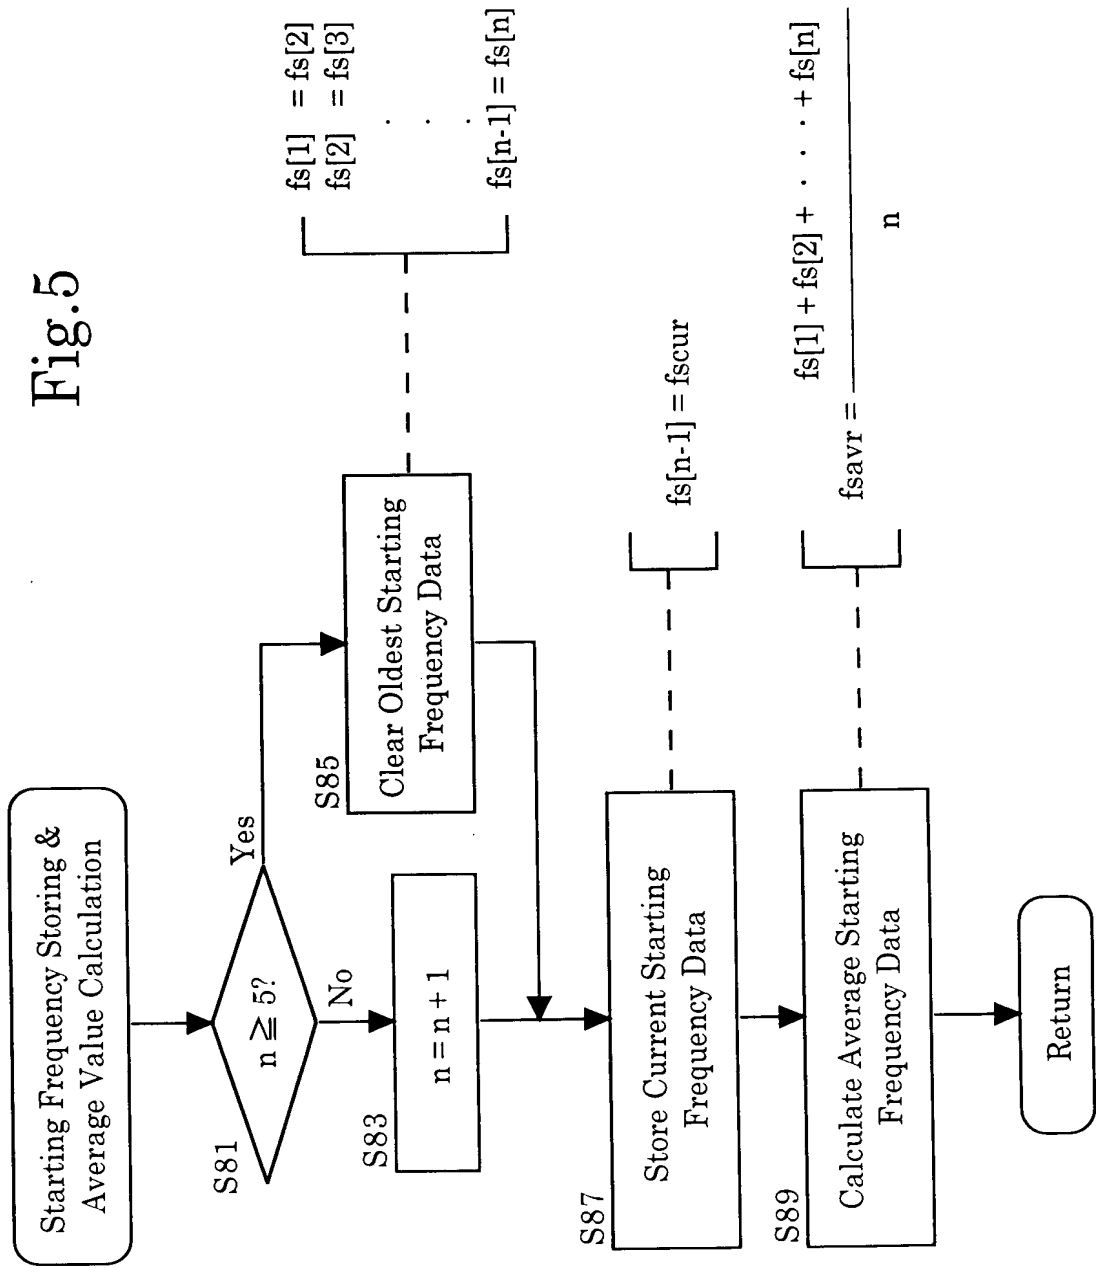 Fig.5
Starting Frequency Storing &
Average Value Calculation
S81
n ≧ 5?
Yes
No
S83
n = n + 1
S85
Clear Oldest Starting
Frequency Data
fs[1] = fs[2]
fs[2] = fs[3]
.
.
.
fs[n-1] = fs[n]
S87
Store Current Starting
Frequency Data
fs[n-1] = fscur
S89
Calculate Average Starting
Frequency Data
fs[1] + fs[2] + · · · + fs[n]
fsavr =
n
Return